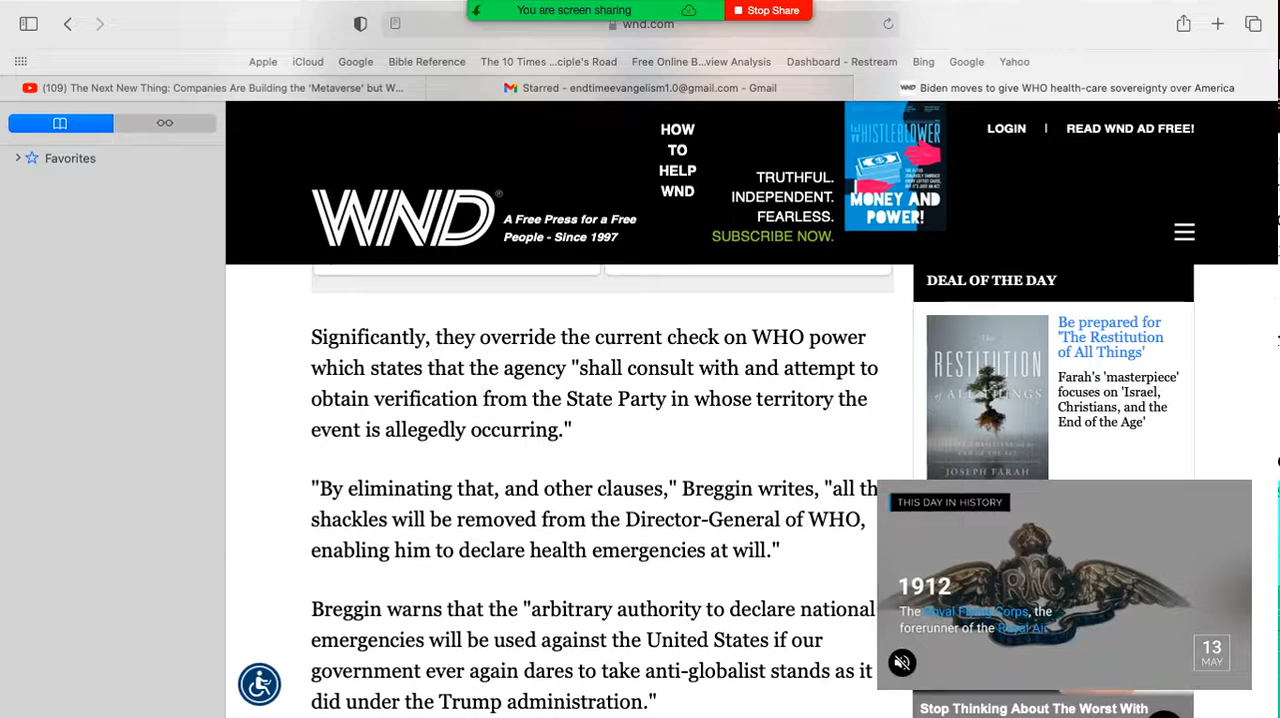 You are screen sharing
Stop Share
wnd.com
Apple iCloud Google Bible Reference The 10 Times ...ciple's Road Free Online B...view Analysis Dashboard - Restream Bing Google Yahoo
(109) The Next New Thing: Companies Are Building the 'Metaverse' but W...
Starred - endtimeevangelism1.0@gmail.com - Gmail
WND Biden moves to give WHO health-care sovereignty over America
Favorites
WND®
A Free Press for a Free
People - Since 1997
HOW
TO
HELP
WND
TRUTHFUL.
INDEPENDENT.
FEARLESS.
SUBSCRIBE NOW.
WHISTLEBLOWER
MONEY AND
POWER!
LOGIN | READ WND AD FREE!
Significantly, they override the current check on WHO power
which states that the agency "shall consult with and attempt to
obtain verification from the State Party in whose territory the
event is allegedly occurring."
"By eliminating that, and other clauses," Breggin writes, "all th
shackles will be removed from the Director-General of WHO,
enabling him to declare health emergencies at will."
Breggin warns that the "arbitrary authority to declare national
emergencies will be used against the United States if our
government ever again dares to take anti-globalist stands as it
did under the Trump administration."
DEAL OF THE DAY
The
RESTITUTION
of ALL THINGS
JOSEPH FARAH
Be prepared for
'The Restitution
of All Things'
Farah's 'masterpiece'
focuses on 'Israel,
Christians, and the
End of the Age'
THIS DAY IN HISTORY
1912
The Royal Flying Corps, the
forerunner of the Royal Air
13
MAY
Stop Thinking About The Worst With